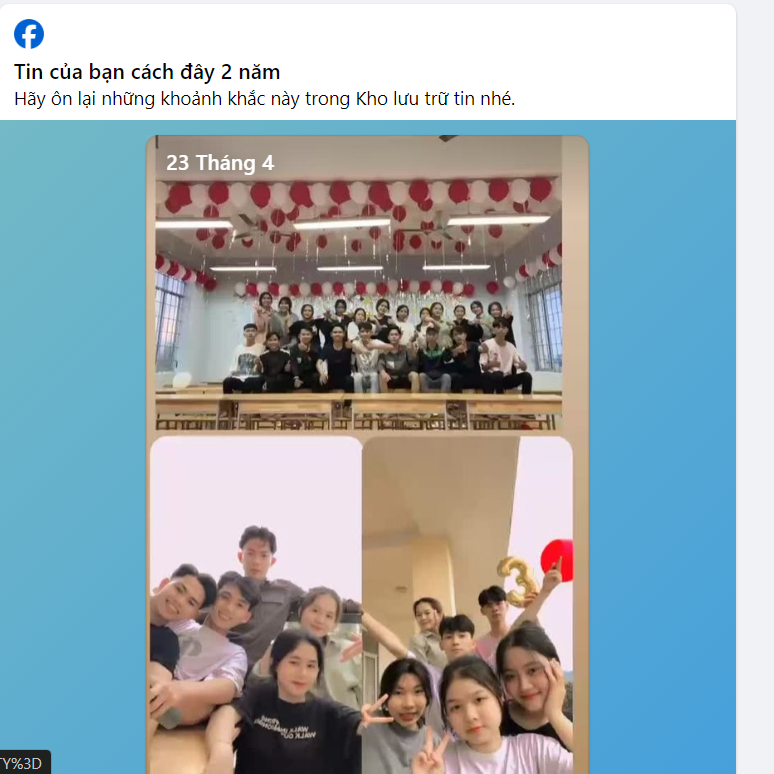 Tin của bạn cách đây 2 năm
Hãy ôn lại những khoảnh khắc này trong Kho lưu trữ tin nhé.
23 Tháng 4
3
TY%3D